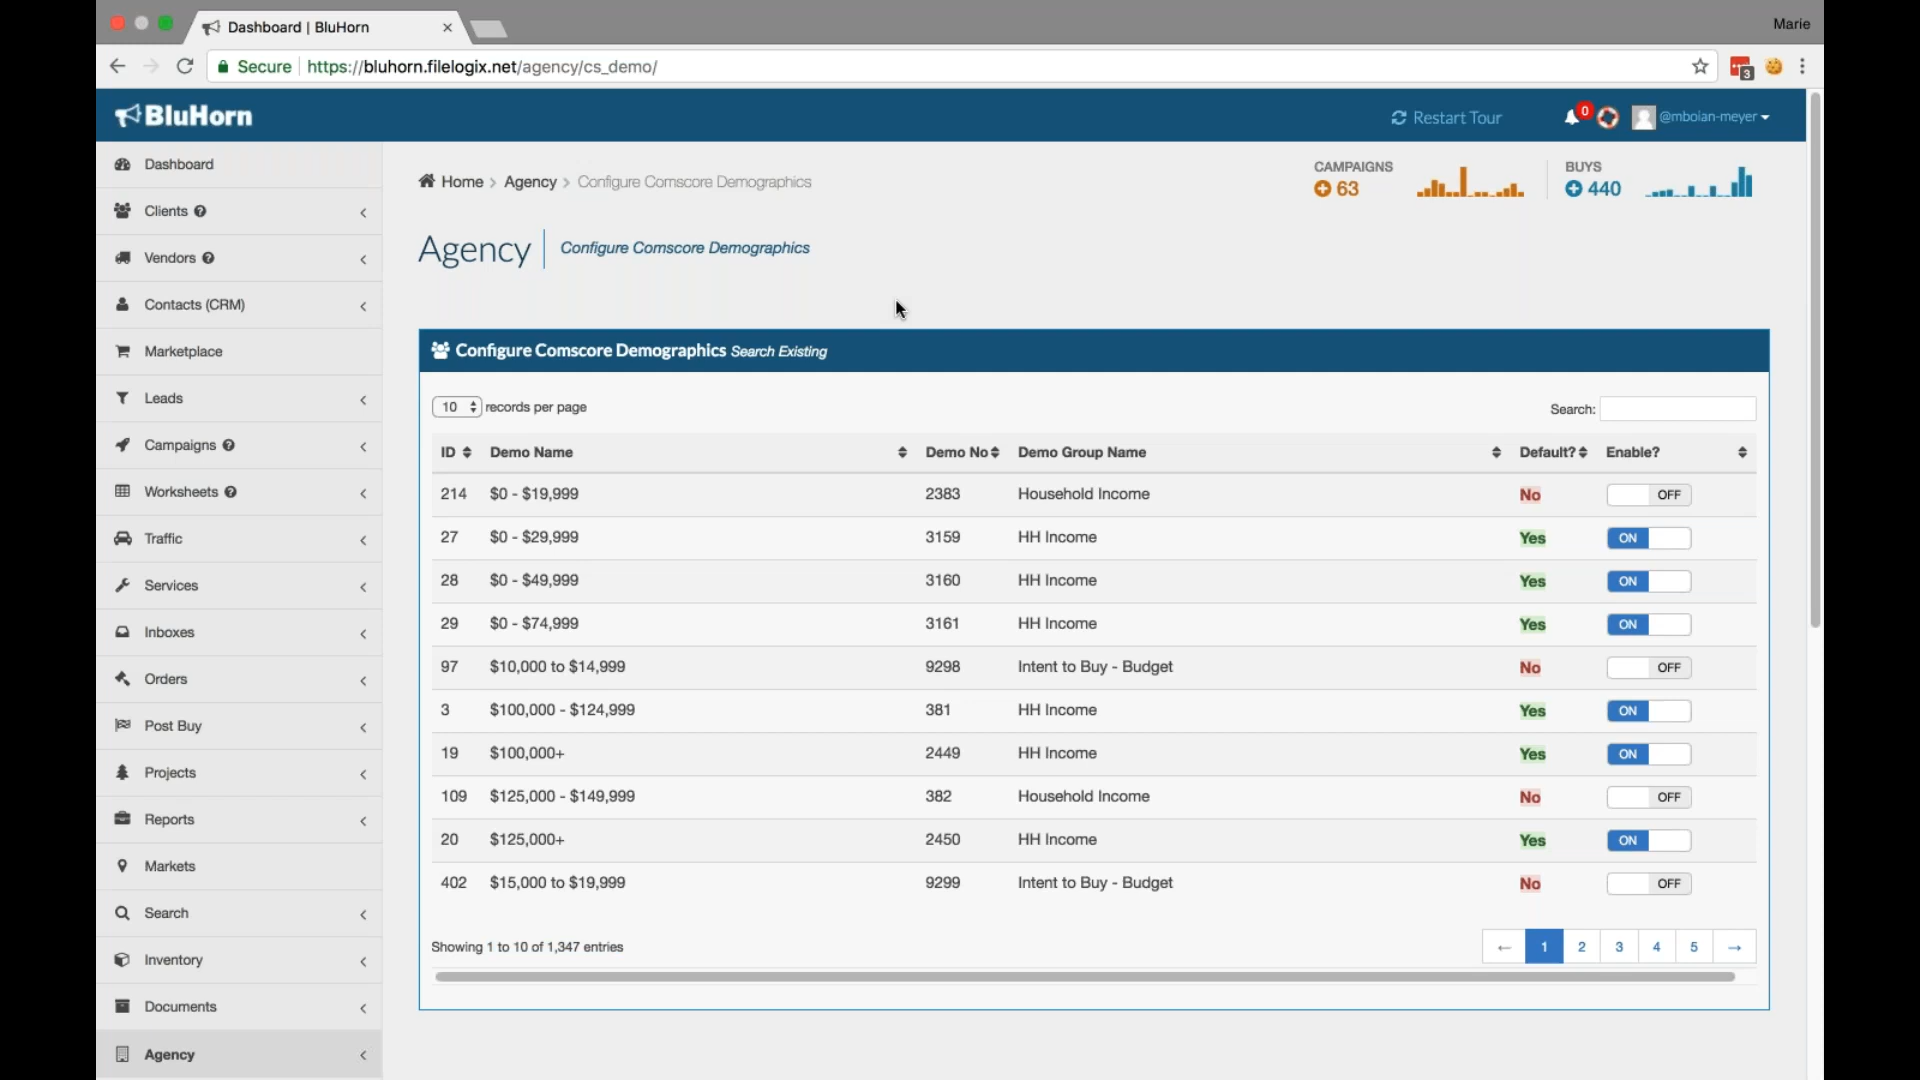 Dashboard | BluHorn
Marie
Secure https://bluhorn.filelogix.net/agency/cs_demo/
3
BluHorn
Restart Tour
0
@mboian-meyer
Dashboard
Clients
Vendors
Contacts (CRM)
Marketplace
Leads
Campaigns
Worksheets
Traffic
Services
Inboxes
Orders
Post Buy
Projects
Reports
Markets
Search
Inventory
Documents
Agency
Home > Agency > Configure Comscore Demographics
CAMPAIGNS
63
BUYS
440
Agency Configure Comscore Demographics
Configure Comscore Demographics Search Existing
10 records per page
Search:
ID Demo Name Demo No Demo Group Name Default? Enable?
214 $0 - $19,999 2383 Household Income No OFF
27 $0 - $29,999 3159 HH Income Yes ON
28 $0 - $49,999 3160 HH Income Yes ON
29 $0 - $74,999 3161 HH Income Yes ON
97 $10,000 to $14,999 9298 Intent to Buy - Budget No OFF
3 $100,000 - $124,999 381 HH Income Yes ON
19 $100,000+ 2449 HH Income Yes ON
109 $125,000 - $149,999 382 Household Income No OFF
20 $125,000+ 2450 HH Income Yes ON
402 $15,000 to $19,999 9299 Intent to Buy - Budget No OFF
Showing 1 to 10 of 1,347 entries
← 1 2 3 4 5 →